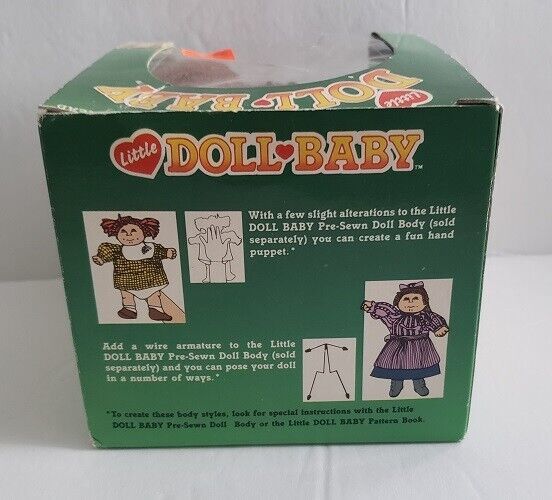 Little DOLL BABY
Little DOLL BABY™
With a few slight alterations to the Little
DOLL BABY Pre-Sewn Doll Body (sold
separately) you can create a fun hand
puppet.*
Add a wire armature to the Little
DOLL BABY Pre-Sewn Doll Body (sold
separately) and you can pose your doll
in a number of ways.*
*To create these body styles, look for special instructions with the Little
DOLL BABY Pre-Sewn Doll Body or the Little DOLL BABY Pattern Book.